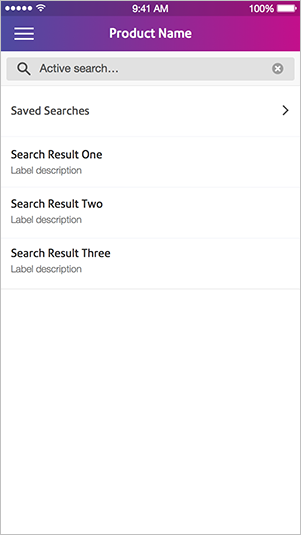 9:41 AM 100%
Product Name
Active search...
Saved Searches
Search Result One
Label description
Search Result Two
Label description
Search Result Three
Label description